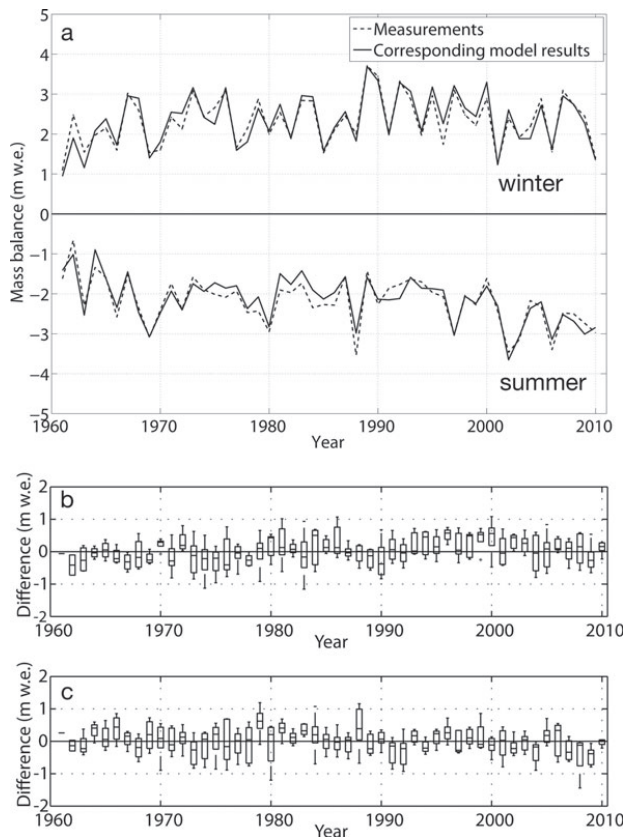 a
Measurements
Corresponding model results
5
4
3
2
1
0
−1
−2
−3
−4
−5
Mass balance (m w.e.)
winter
summer
1960 1970 1980 1990 2000 2010
Year
b
2
1
0
-1
-2
Difference (m w.e.)
1960 1970 1980 1990 2000 2010
Year
c
2
1
0
-1
-2
Difference (m w.e.)
1960 1970 1980 1990 2000 2010
Year